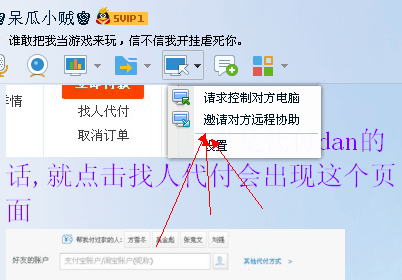 呆瓜小贼
SVIP1
谁敢把我当游戏来玩，信不信我开挂虐死你。
立即付款
详情
找人代付
取消订单
请求控制对方电脑
邀请对方远程协助
设置
dan的
话,就点击找人代付会出现这个页
面
帮我付过款的人:
方雪冬
张竞文
刘强
好友的账户
支付宝账户/淘宝账户(昵称)
其他代付方式 >